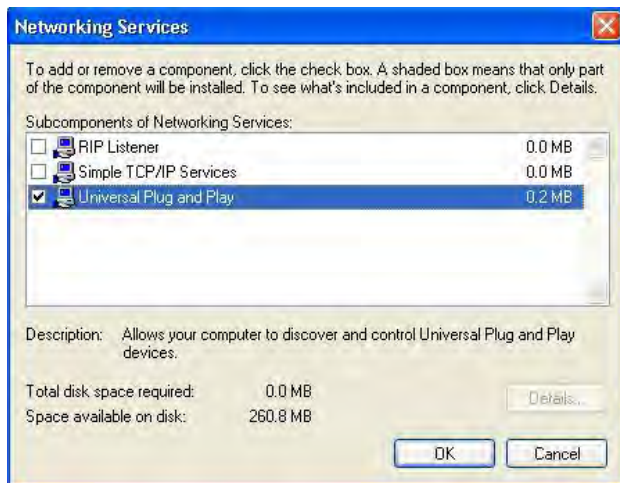 Networking Services
To add or remove a component, click the check box. A shaded box means that only part
of the component will be installed. To see what's included in a component, click Details.
Subcomponents of Networking Services:
RIP Listener 0.0 MB
Simple TCP/IP Services 0.0 MB
Universal Plug and Play 0.2 MB
Description: Allows your computer to discover and control Universal Plug and Play
devices.
Total disk space required: 0.0 MB
Details...
Space available on disk: 260.8 MB
OK Cancel